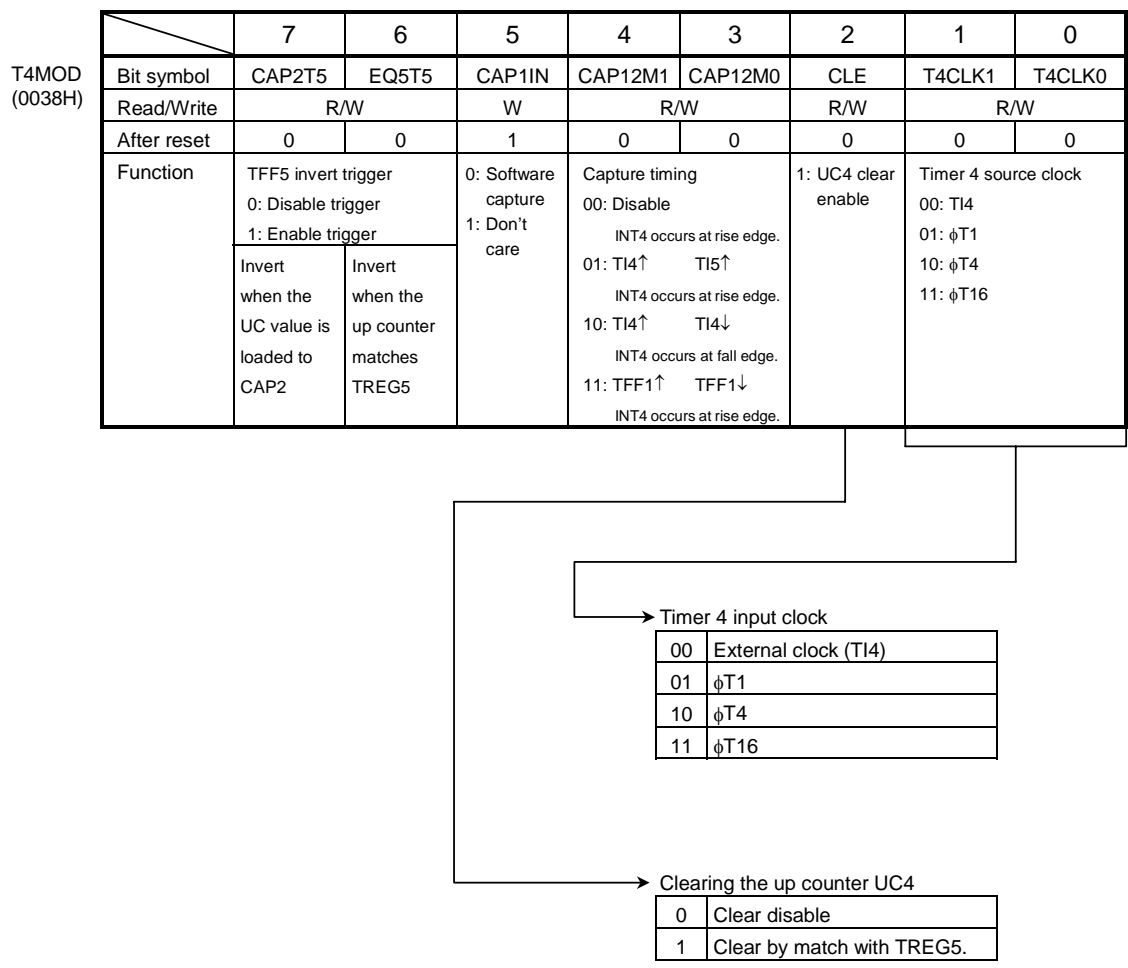 7 6 5 4 3 2 1 0
T4MOD
(0038H)
Bit symbol CAP2T5 EQ5T5 CAP1IN CAP12M1 CAP12M0 CLE T4CLK1 T4CLK0
Read/Write R/W W R/W R/W R/W
After reset 0 0 1 0 0 0 0 0
Function
TFF5 invert trigger
0: Disable trigger
1: Enable trigger
Invert
when the
UC value is
loaded to
CAP2
Invert
when the
up counter
matches
TREG5
0: Software
capture
1: Don't
care
Capture timing
00: Disable
INT4 occurs at rise edge.
01: TI4↑ TI5↑
INT4 occurs at rise edge.
10: TI4↑ TI4↓
INT4 occurs at fall edge.
11: TFF1↑ TFF1↓
INT4 occurs at rise edge.
1: UC4 clear
enable
Timer 4 source clock
00: TI4
01: ϕT1
10: ϕT4
11: ϕT16
Timer 4 input clock
00 External clock (TI4)
01 ϕT1
10 ϕT4
11 ϕT16
Clearing the up counter UC4
0 Clear disable
1 Clear by match with TREG5.